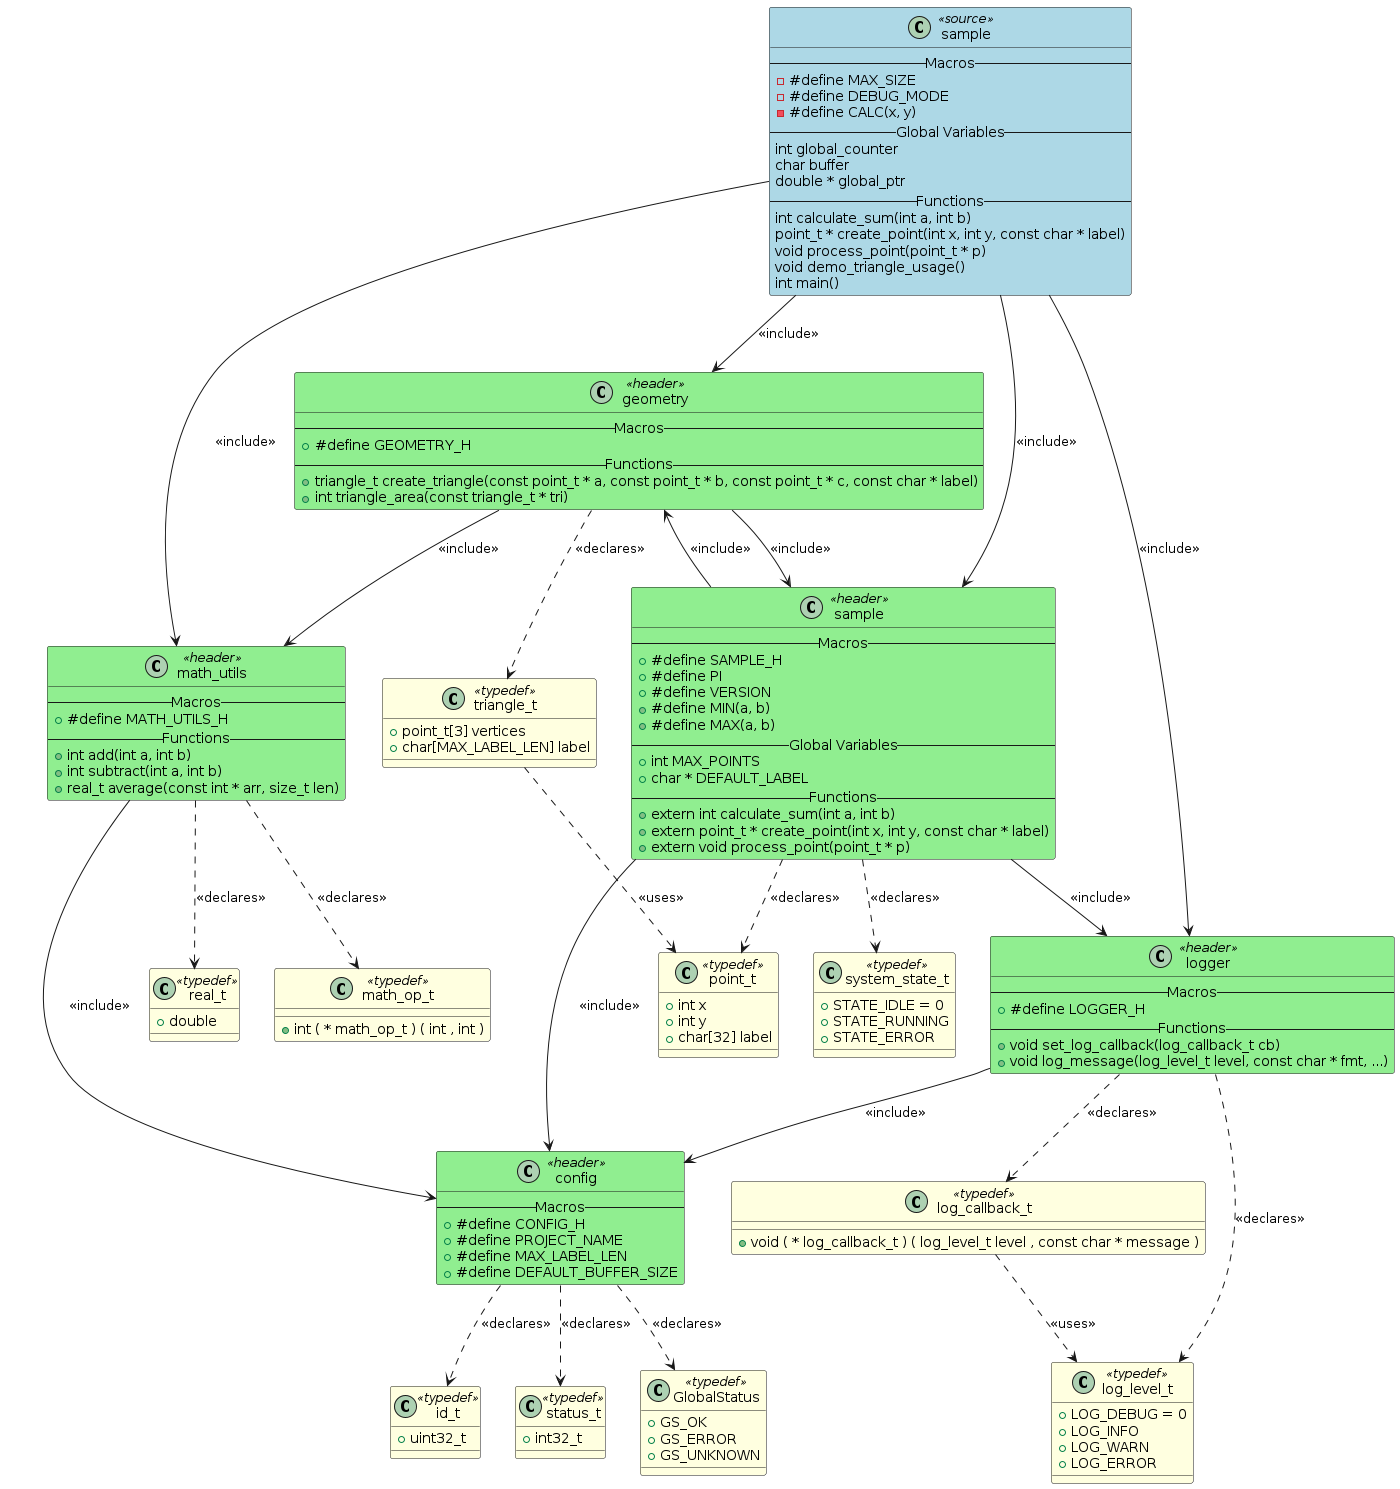 C «source»
sample
Macros
#define MAX_SIZE
#define DEBUG_MODE
#define CALC(x, y)
Global Variables
int global_counter
char buffer
double * global_ptr
Functions
int calculate_sum(int a, int b)
point_t * create_point(int x, int y, const char * label)
void process_point(point_t * p)
void demo_triangle_usage()
int main()
«include»
«include»
«include»
«include»
C «header»
geometry
Macros
#define GEOMETRY_H
Functions
triangle_t create_triangle(const point_t * a, const point_t * b, const point_t * c, const char * label)
int triangle_area(const triangle_t * tri)
«include»
«declares»
«include»
«include»
C «header»
math_utils
Macros
#define MATH_UTILS_H
Functions
int add(int a, int b)
int subtract(int a, int b)
real_t average(const int * arr, size_t len)
C «typedef»
triangle_t
point_t[3] vertices
char[MAX_LABEL_LEN] label
C «header»
sample
Macros
#define SAMPLE_H
#define PI
#define VERSION
#define MIN(a, b)
#define MAX(a, b)
Global Variables
int MAX_POINTS
char * DEFAULT_LABEL
Functions
extern int calculate_sum(int a, int b)
extern point_t * create_point(int x, int y, const char * label)
extern void process_point(point_t * p)
«declares»
«declares»
«uses»
«declares»
«declares»
«include»
C «typedef»
real_t
double
C «typedef»
math_op_t
int ( * math_op_t ) ( int , int )
C «typedef»
point_t
int x
int y
char[32] label
C «typedef»
system_state_t
STATE_IDLE = 0
STATE_RUNNING
STATE_ERROR
C «header»
logger
Macros
#define LOGGER_H
Functions
void set_log_callback(log_callback_t cb)
void log_message(log_level_t level, const char * fmt, ...)
«include»
«include»
«include»
«declares»
«declares»
C «header»
config
Macros
#define CONFIG_H
#define PROJECT_NAME
#define MAX_LABEL_LEN
#define DEFAULT_BUFFER_SIZE
C «typedef»
log_callback_t
void ( * log_callback_t ) ( log_level_t level , const char * message )
«declares»
«declares»
«declares»
«uses»
C «typedef»
id_t
uint32_t
C «typedef»
status_t
int32_t
C «typedef»
GlobalStatus
GS_OK
GS_ERROR
GS_UNKNOWN
C «typedef»
log_level_t
LOG_DEBUG = 0
LOG_INFO
LOG_WARN
LOG_ERROR